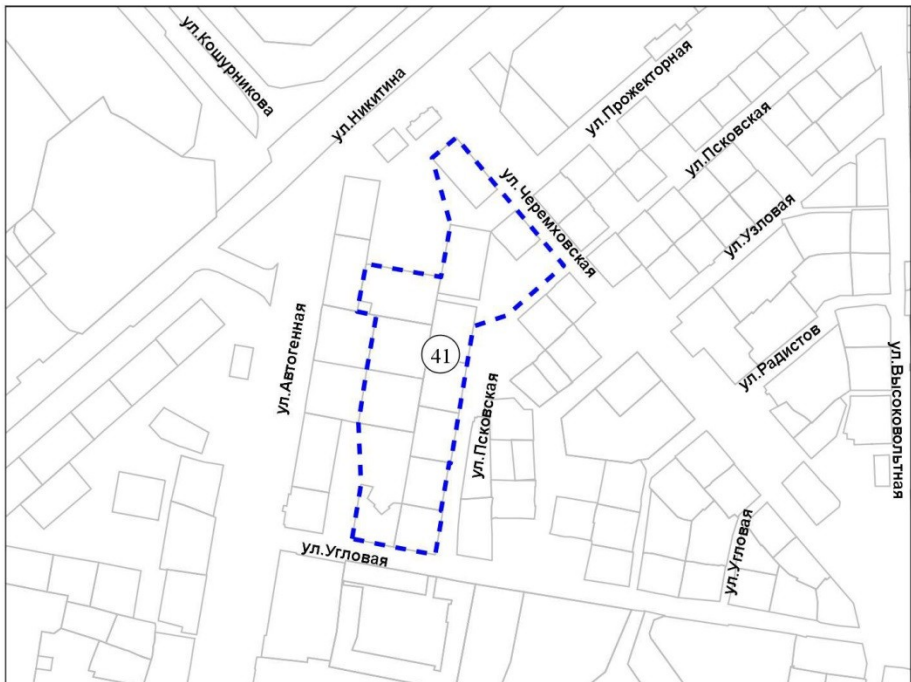 ул.Кошурникова
ул.Никитина
ул.Прожекторная
ул.Псковская
ул.Черемховская
ул.Узловая
ул.Автогенная
41
ул.Радистов
ул.Высоковольтная
ул.Псковская
ул.Угловая
ул.Угловая